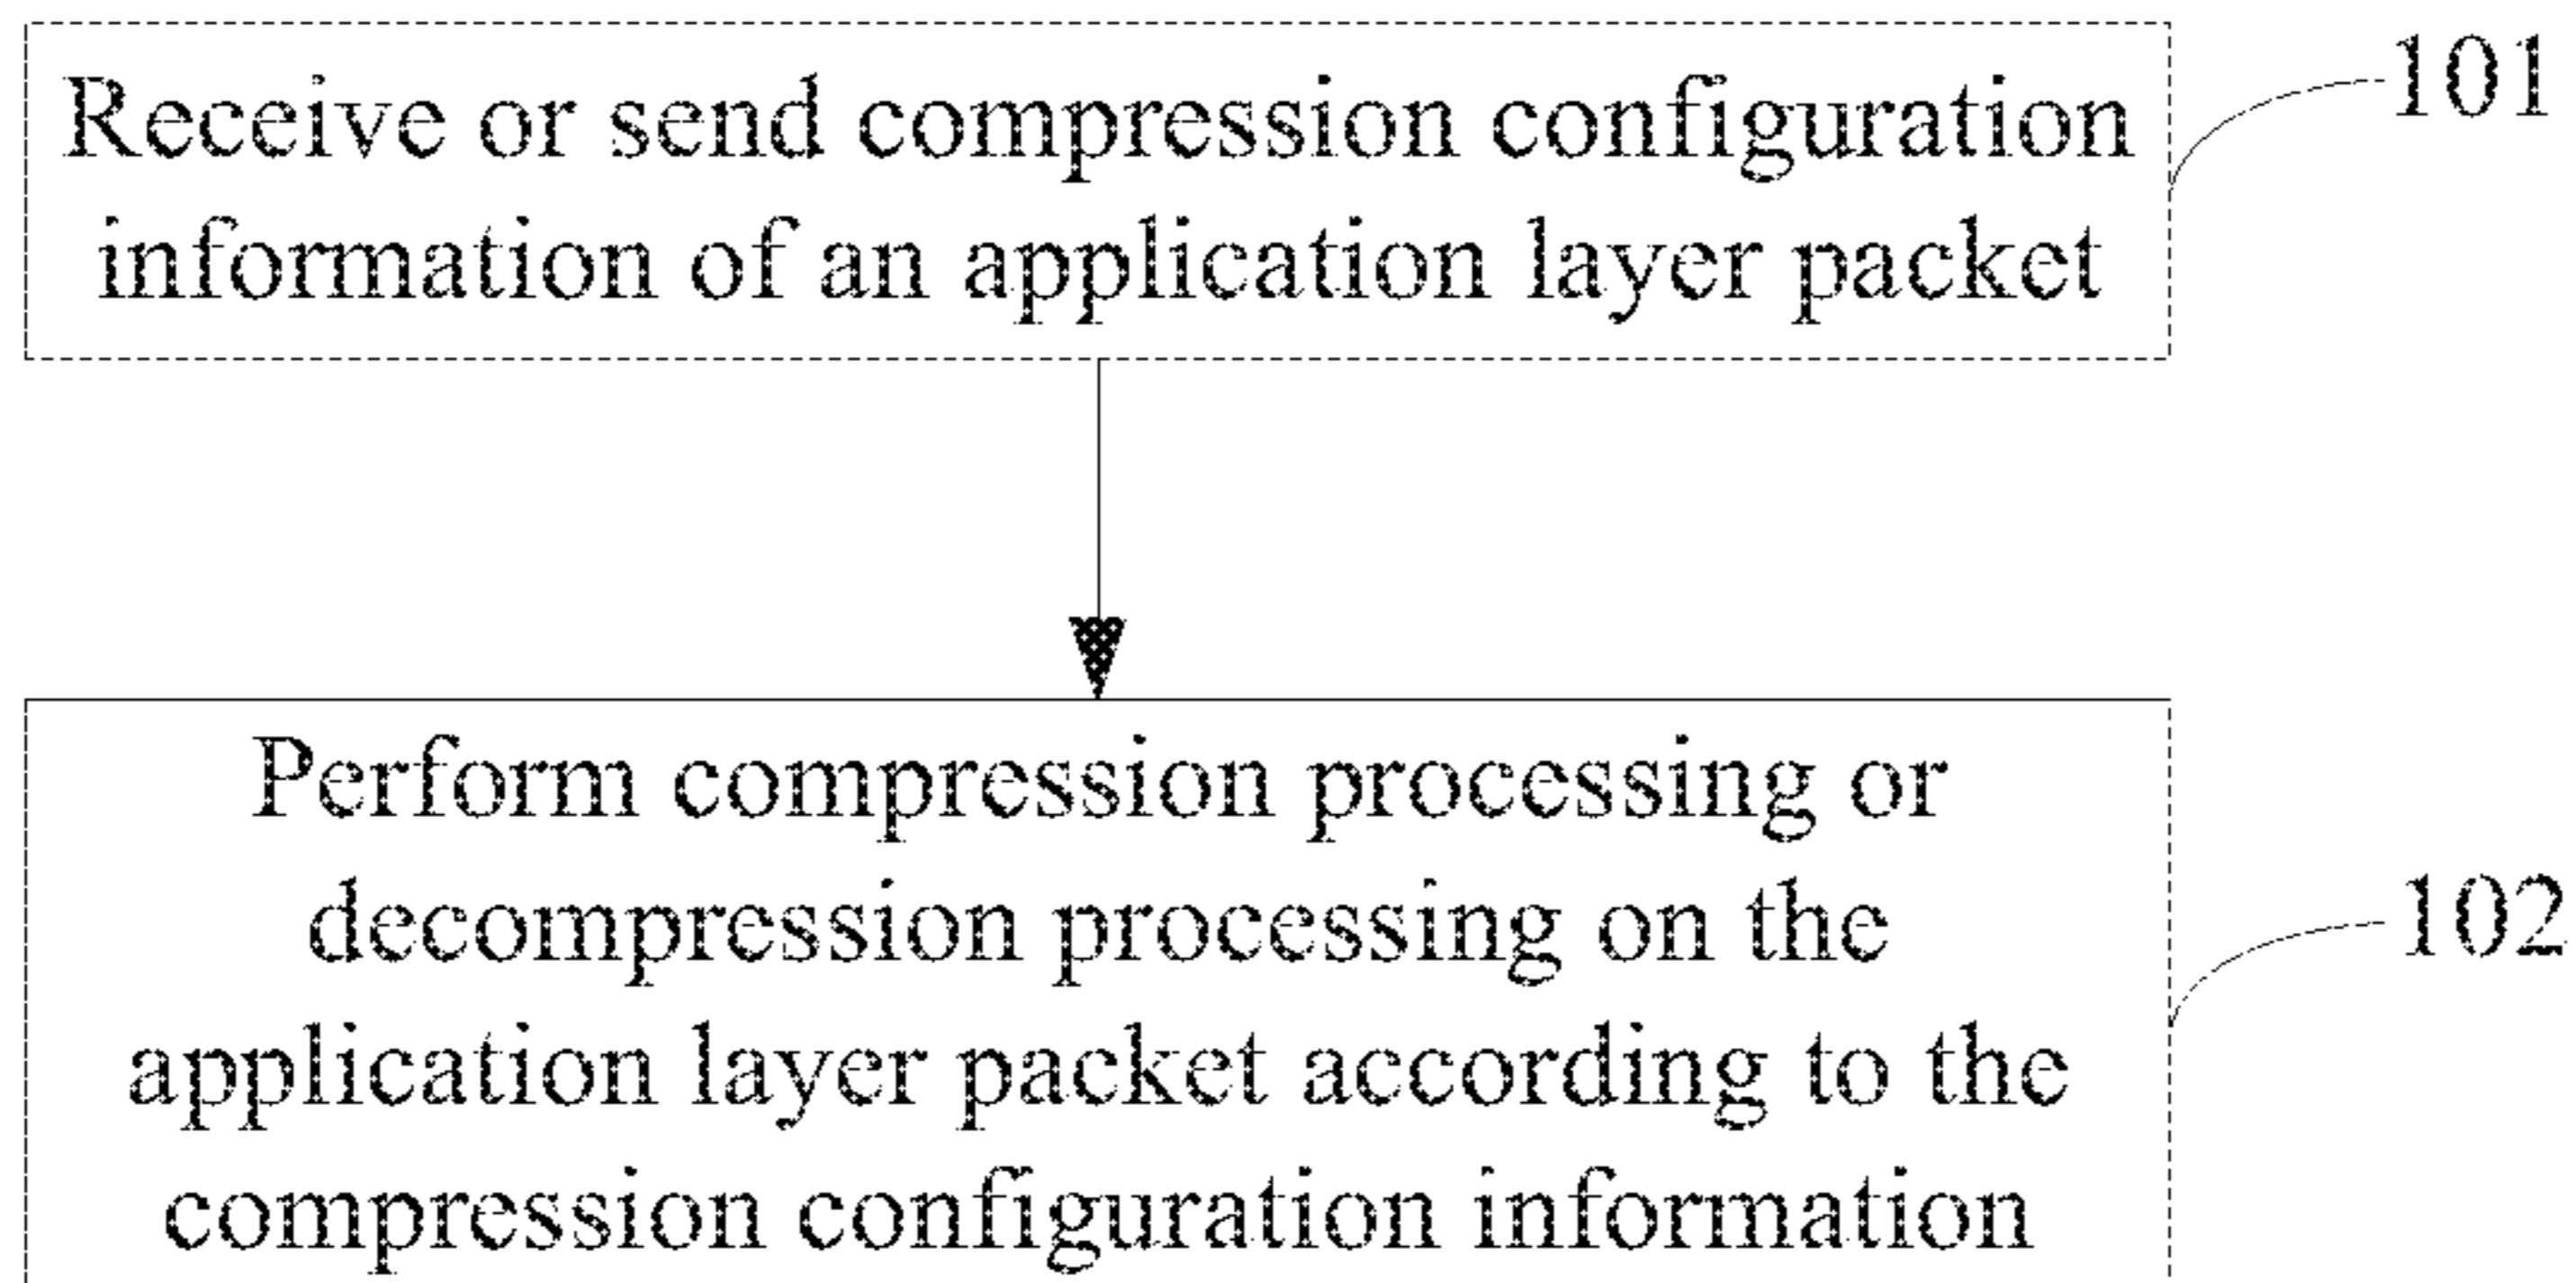 Receive or send compression configuration
information of an application layer packet
101
Perform compression processing or
decompression processing on the
application layer packet according to the
compression configuration information
102